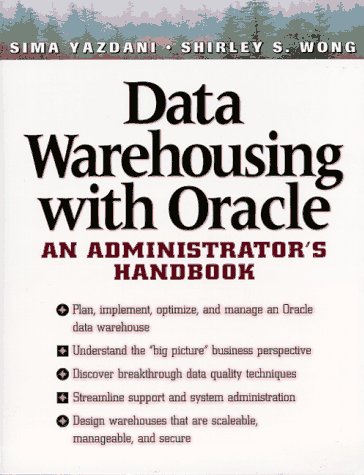 SIMA YAZDANI • SHIRLEY S. WONG
Data
Warehousing
with Oracle
AN ADMINISTRATOR'S
HANDBOOK
Plan, implement, optimize, and manage an Oracle
data warehouse
Understand the "big picture" business perspective
Discover breakthrough data quality techniques
Streamline support and system administration
Design warehouses that are scaleable,
manageable, and secure